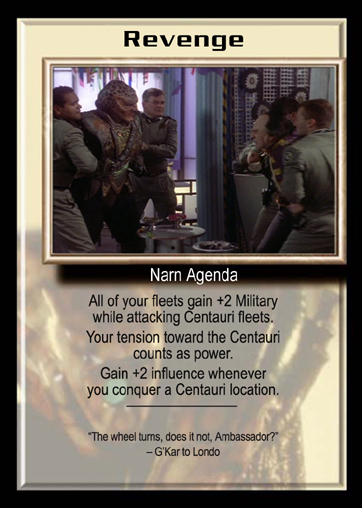 Revenge
Narn Agenda
All of your fleets gain +2 Military
while attacking Centauri fleets.
Your tension toward the Centauri
counts as power.
Gain +2 influence whenever
you conquer a Centauri location.
“The wheel turns, does it not, Ambassador?”
– G’Kar to Londo